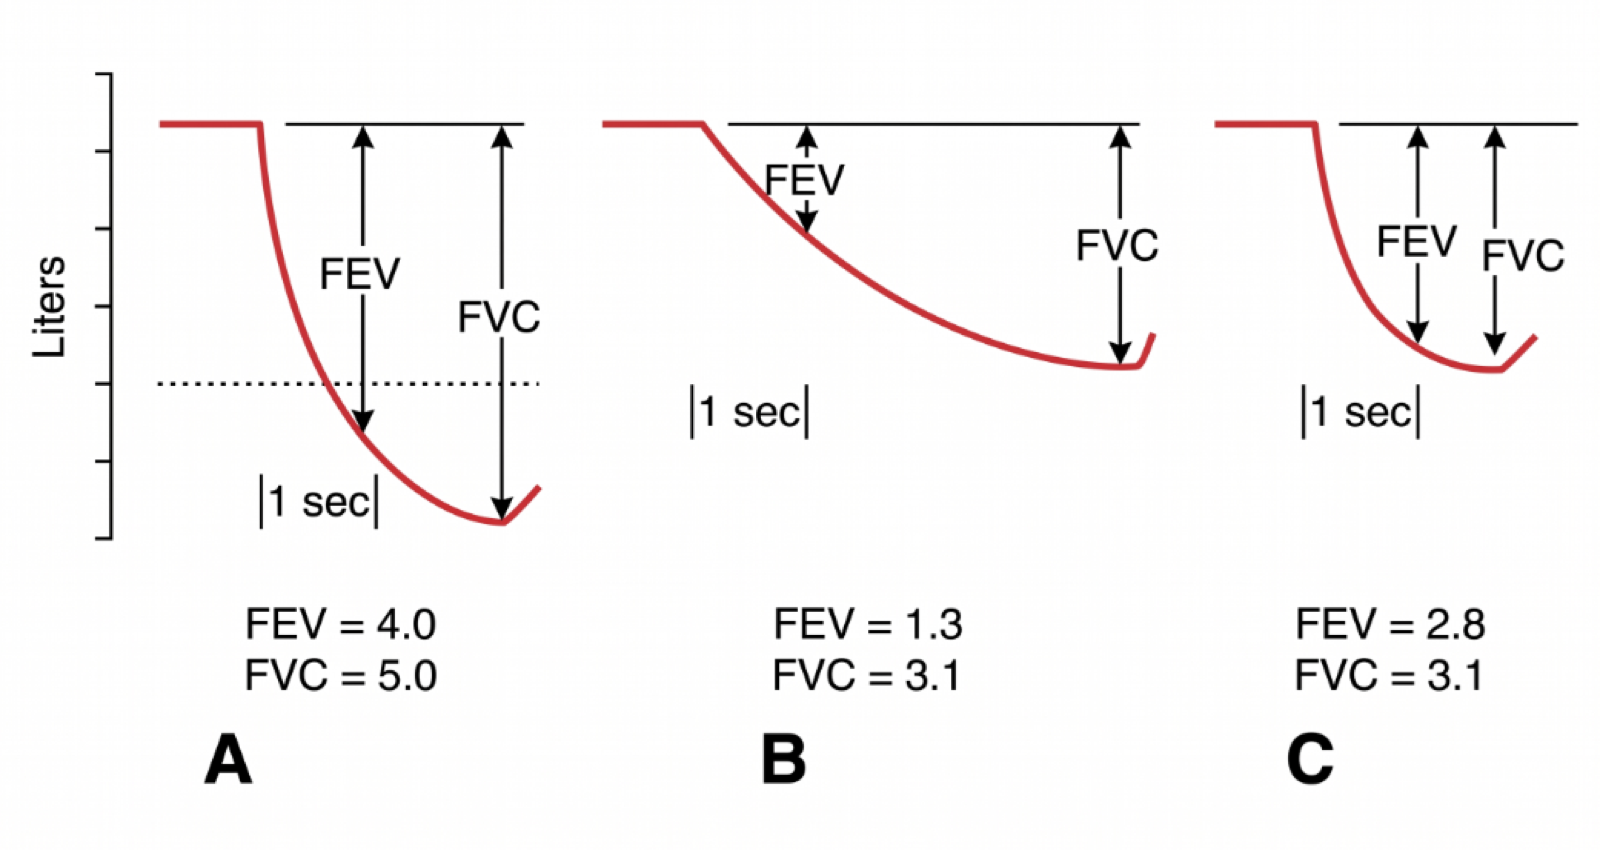 Liters
FEV
FVC
1 sec
FEV = 4.0
FVC = 5.0
A
FEV
FVC
1 sec
FEV = 1.3
FVC = 3.1
B
FEV
FVC
1 sec
FEV = 2.8
FVC = 3.1
C